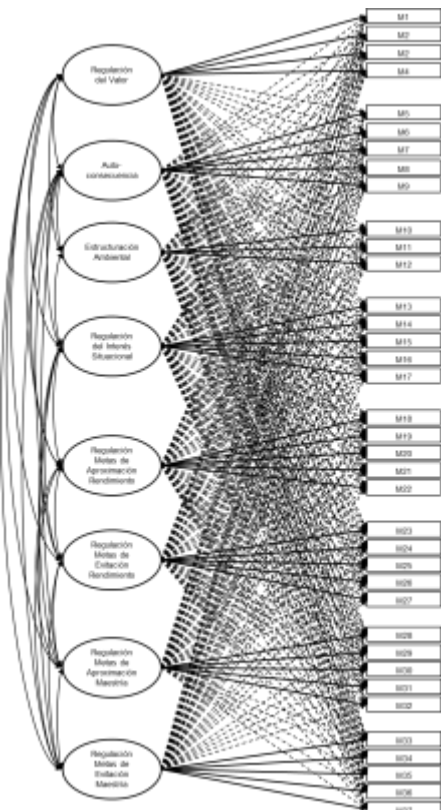 Regulación
del Valor
Auto-
consecuencia
Estructuración
Ambiental
Regulación
del Interés
Situacional
Regulación
Metas de
Aproximación
Rendimiento
Regulación
Metas de
Evitación
Rendimiento
Regulación
Metas de
Aproximación
Maestría
Regulación
Metas de
Evitación
Maestría
M1
M2
M2
M4
M5
M6
M7
M8
M9
M10
M11
M12
M13
M14
M15
M16
M17
M18
M19
M20
M21
M22
M23
M24
M25
M26
M27
M28
M29
M30
M31
M32
M33
M34
M35
M36
M37